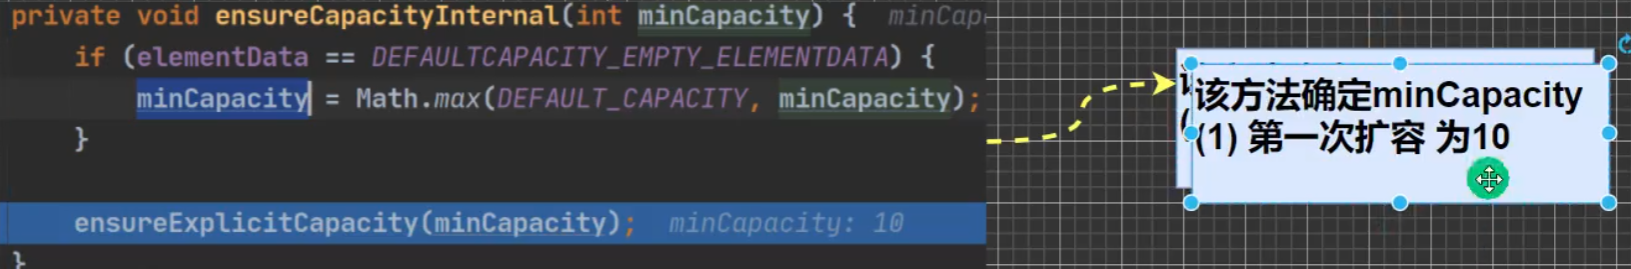 private void ensureCapacityInternal(int minCapacity) { minCap
if (elementData == DEFAULTCAPACITY_EMPTY_ELEMENTDATA) {
minCapacity = Math.max(DEFAULT_CAPACITY, minCapacity);
}
ensureExplicitCapacity(minCapacity); minCapacity: 10
}
该方法确定minCapacity
(1) 第一次扩容 为10